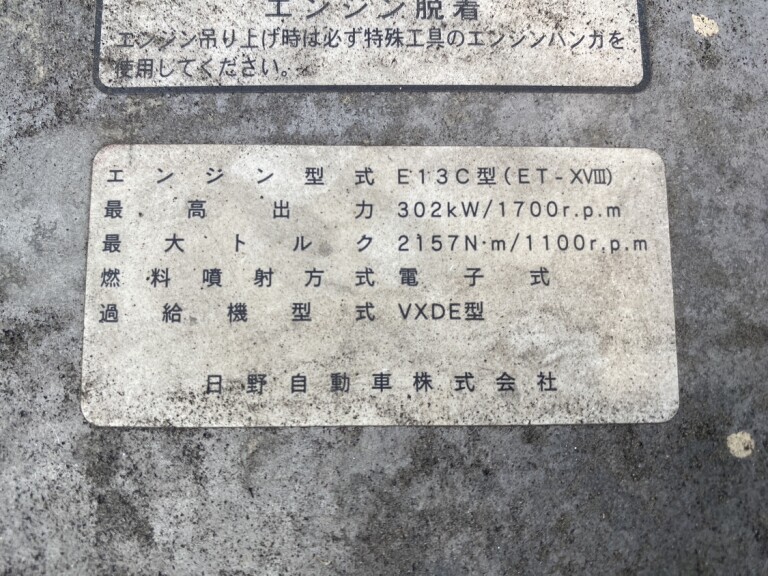 エンジン脱着
エンジン吊り上げ時は必ず特殊工具のエンジンハンガを
使用してください。
エンジン型式 E13C型(ET-XVIII)
最高出力 302kW/1700r.p.m
最大トルク 2157N·m/1100r.p.m
燃料噴射方式 電子式
過給機型式 VXDE型
日野自動車株式会社